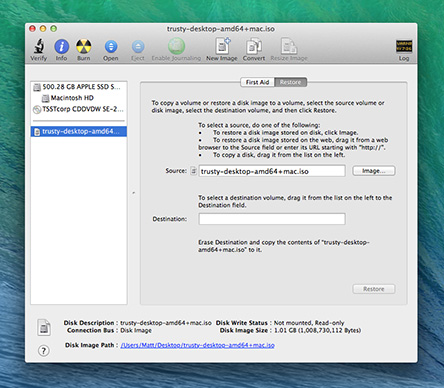 trusty-desktop-amd64+mac.iso
Verify Info Burn Open Eject Enable Journaling New Image Convert Resize Image Log
500.28 GB APPLE SSD S...
Macintosh HD
TSSTcorp CDDVDW SE-2...
trusty-desktop-amd64...
First Aid Restore
To copy a volume or restore a disk image to a volume, select the source volume or
disk image, select the destination volume, and then click Restore.
To select a source, do one of the following:
• To restore a disk image stored on disk, click Image.
• To restore a disk image stored on the web, drag it from a web
browser to the Source field or enter its URL starting with "http://".
• To copy a disk, drag it from the list on the left.
Source: trusty-desktop-amd64+mac.iso Image...
To select a destination volume, drag it from the list on the left to the
Destination field.
Destination:
Erase Destination and copy the contents of "trusty-desktop-
amd64+mac.iso" to it.
Restore
Disk Description : trusty-desktop-amd64+mac.iso Disk Write Status : Not mounted, Read-only
Connection Bus : Disk Image Disk Image Size : 1.01 GB (1,008,730,112 Bytes)
Disk Image Path : /Users/Matt/Desktop/trusty-desktop-amd64+mac.iso
?